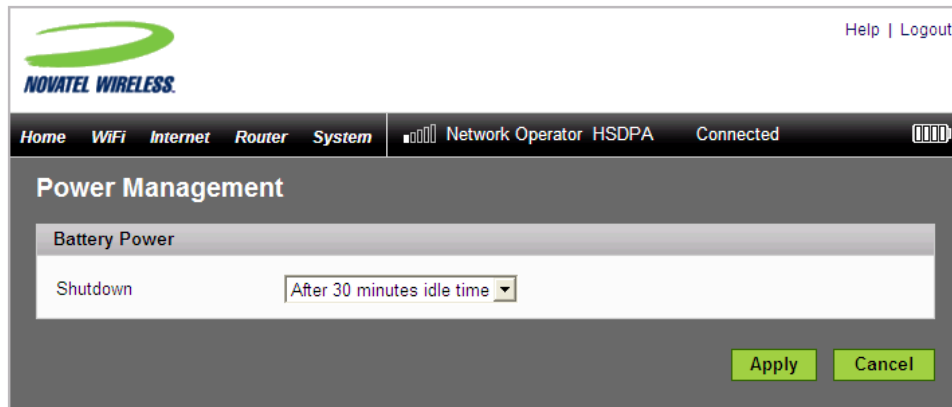 Help | Logout
NOVATEL WIRELESS.
Home WiFi Internet Router System Network Operator HSDPA Connected
Power Management
Battery Power
Shutdown After 30 minutes idle time
Apply Cancel